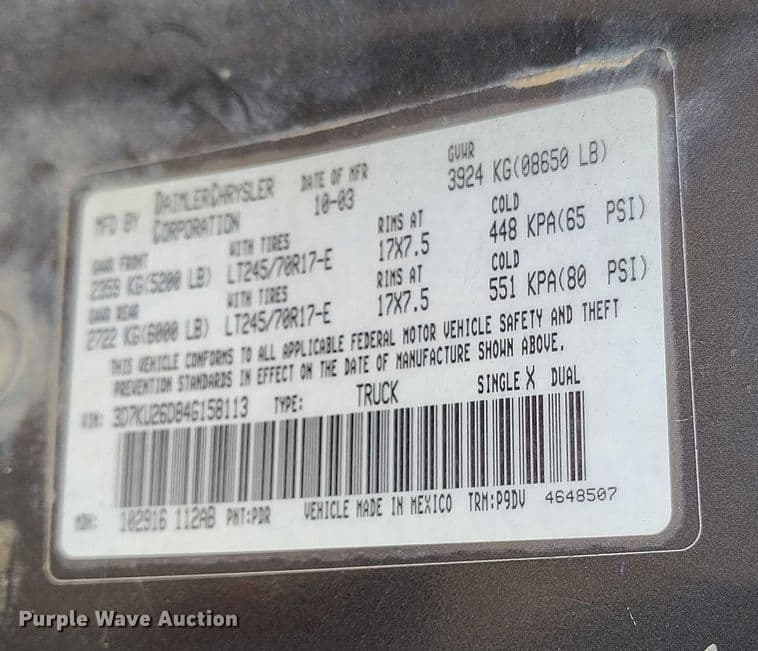 MFD BY DAIMLERCHRYSLER CORPORATION DATE OF MFR 10-03 GVWR 3924 KG(08650 LB)
GAWR FRONT WITH TIRES RIMS AT COLD
2359 KG(5200 LB) LT245/70R17-E 17X7.5 448 KPA(65 PSI)
GAWR REAR WITH TIRES RIMS AT COLD
2722 KG(6000 LB) LT245/70R17-E 17X7.5 551 KPA(80 PSI)
THIS VEHICLE CONFORMS TO ALL APPLICABLE FEDERAL MOTOR VEHICLE SAFETY AND THEFT
PREVENTION STANDARDS IN EFFECT ON THE DATE OF MANUFACTURE SHOWN ABOVE.
VIN: 3D7KU26D84G158113 TYPE: TRUCK SINGLE X DUAL
MDH: 102916 112AB PNT:PDR VEHICLE MADE IN MEXICO TRM:P9DV 4648507
Purple Wave Auction